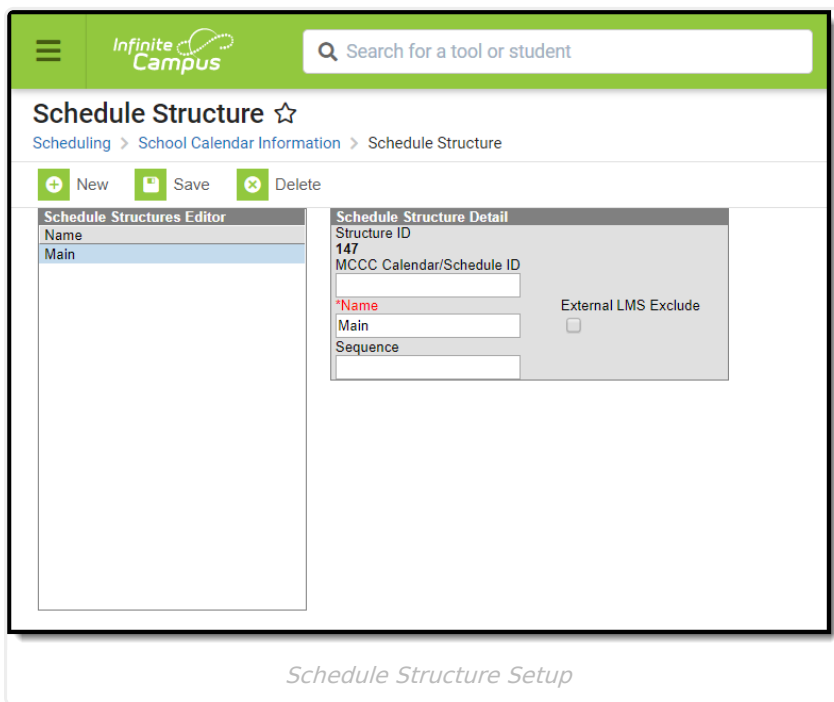 Infinite
Campus
Search for a tool or student
Schedule Structure
Scheduling > School Calendar Information > Schedule Structure
New Save Delete
Schedule Structures Editor
Name
Main
Schedule Structure Detail
Structure ID
147
MCCC Calendar/Schedule ID
*Name
External LMS Exclude
Main
Sequence
Schedule Structure Setup